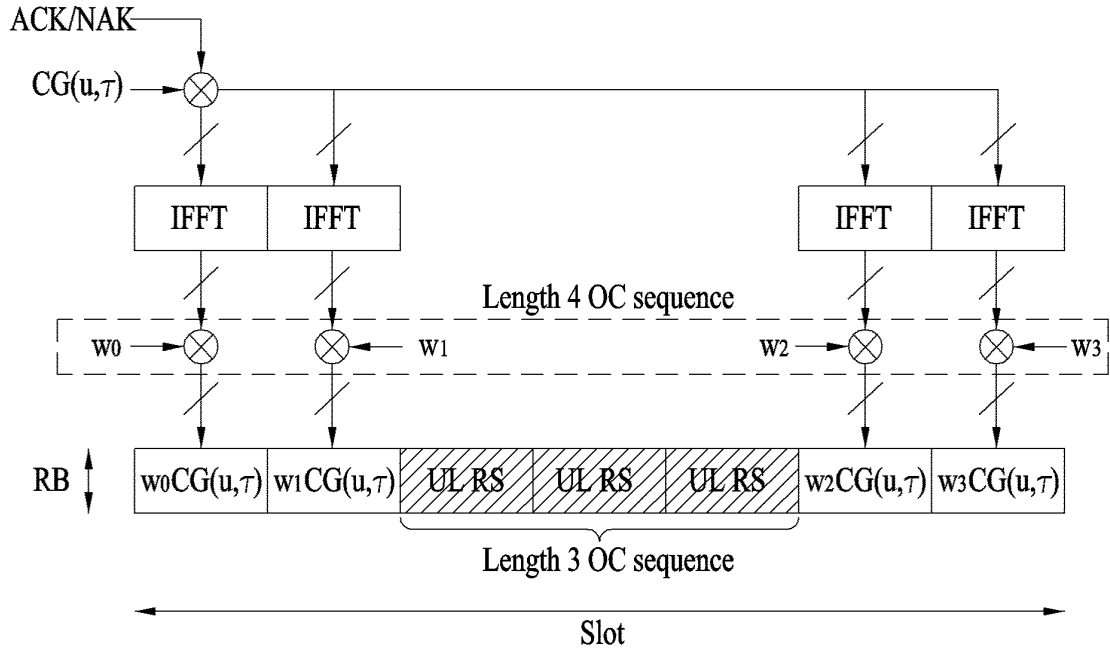 ACK/NAK
CG(u,τ)
IFFT IFFT IFFT IFFT
Length 4 OC sequence
w0 w1 w2 w3
RB w0CG(u,τ) w1CG(u,τ) UL RS UL RS UL RS w2CG(u,τ) w3CG(u,τ)
Length 3 OC sequence
Slot